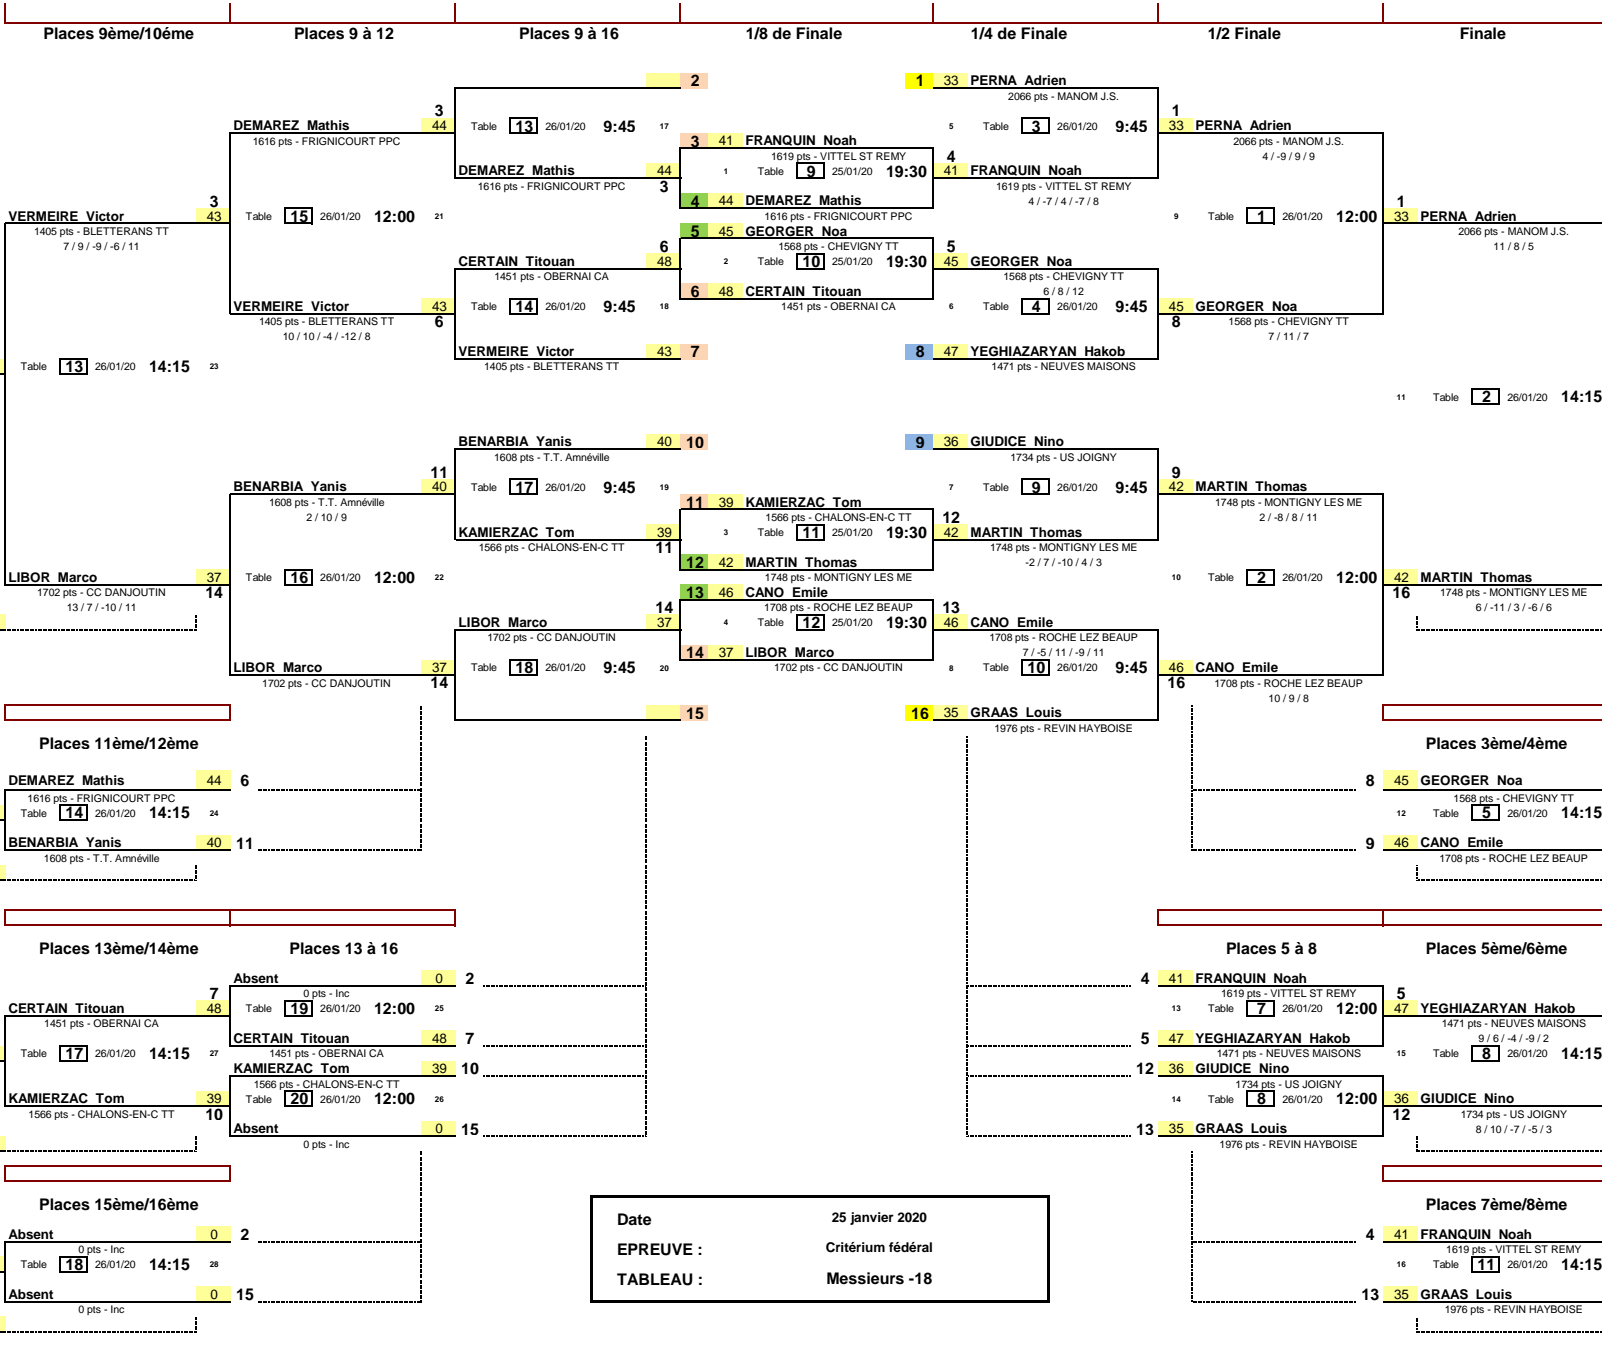 Places 9ème/10éme Places 9 à 12 Places 9 à 16 1/8 de Finale 1/4 de Finale 1/2 Finale Finale
2 1 33 PERNA Adrien
2066 pts - MANOM J.S.
3 1
DEMAREZ Mathis 44 Table 13 26/01/20 9:45 17 5 Table 3 26/01/20 9:45 33 PERNA Adrien
1616 pts - FRIGNICOURT PPC 3 41 FRANQUIN Noah 2066 pts - MANOM J.S.
1619 pts - VITTEL ST REMY 4 4 / -9 / 9 / 9
DEMAREZ Mathis 44 1 Table 9 25/01/20 19:30 41 FRANQUIN Noah
1616 pts - FRIGNICOURT PPC 3 1619 pts - VITTEL ST REMY
3 4 44 DEMAREZ Mathis 4 / -7 / 4 / -7 / 8 1
VERMEIRE Victor 43 Table 15 26/01/20 12:00 21 1616 pts - FRIGNICOURT PPC 9 Table 1 26/01/20 12:00 33 PERNA Adrien
1405 pts - BLETTERANS TT 5 45 GEORGER Noa 2066 pts - MANOM J.S.
7 / 9 / -9 / -6 / 11 6 1568 pts - CHEVIGNY TT 5 11 / 8 / 5
CERTAIN Titouan 48 2 Table 10 25/01/20 19:30 45 GEORGER Noa
1451 pts - OBERNAI CA 1568 pts - CHEVIGNY TT
6 48 CERTAIN Titouan 6 / 8 / 12
VERMEIRE Victor 43 Table 14 26/01/20 9:45 18 1451 pts - OBERNAI CA 6 Table 4 26/01/20 9:45 45 GEORGER Noa
1405 pts - BLETTERANS TT 6 8 1568 pts - CHEVIGNY TT
10 / 10 / -4 / -12 / 8 7 / 11 / 7
VERMEIRE Victor 43 7 8 47 YEGHIAZARYAN Hakob
Table 13 26/01/20 14:15 23 1405 pts - BLETTERANS TT 1471 pts - NEUVES MAISONS
11 Table 2 26/01/20 14:15
BENARBIA Yanis 40 10 9 36 GIUDICE Nino
1608 pts - T.T. Amnéville 1734 pts - US JOIGNY
11 9
BENARBIA Yanis 40 Table 17 26/01/20 9:45 19 7 Table 9 26/01/20 9:45 42 MARTIN Thomas
1608 pts - T.T. Amnéville 11 39 KAMIERZAC Tom 1748 pts - MONTIGNY LES ME
2 / 10 / 9 1566 pts - CHALONS-EN-C TT 12 2 / -8 / 8 / 11
KAMIERZAC Tom 39 3 Table 11 25/01/20 19:30 42 MARTIN Thomas
1566 pts - CHALONS-EN-C TT 11 1748 pts - MONTIGNY LES ME
12 42 MARTIN Thomas -2 / 7 / -10 / 4 / 3
LIBOR Marco 37 Table 16 26/01/20 12:00 22 1748 pts - MONTIGNY LES ME 10 Table 2 26/01/20 12:00 42 MARTIN Thomas
1702 pts - CC DANJOUTIN 14 13 46 CANO Emile 16 1748 pts - MONTIGNY LES ME
13 / 7 / -10 / 11 14 1708 pts - ROCHE LEZ BEAUP 13 6 / -11 / 3 / -6 / 6
LIBOR Marco 37 4 Table 12 25/01/20 19:30 46 CANO Emile
1702 pts - CC DANJOUTIN 1708 pts - ROCHE LEZ BEAUP
14 37 LIBOR Marco 7 / -5 / 11 / -9 / 11
LIBOR Marco 37 Table 18 26/01/20 9:45 20 1702 pts - CC DANJOUTIN 8 Table 10 26/01/20 9:45 46 CANO Emile
1702 pts - CC DANJOUTIN 14 16 1708 pts - ROCHE LEZ BEAUP
10 / 9 / 8
15 16 35 GRAAS Louis
1976 pts - REVIN HAYBOISE
Places 11ème/12ème Places 3ème/4ème
DEMAREZ Mathis 44 6 8 45 GEORGER Noa
1616 pts - FRIGNICOURT PPC 1568 pts - CHEVIGNY TT
Table 14 26/01/20 14:15 24 12 Table 5 26/01/20 14:15
BENARBIA Yanis 40 11 9 46 CANO Emile
1608 pts - T.T. Amnéville 1708 pts - ROCHE LEZ BEAUP
Places 13ème/14ème Places 13 à 16 Places 5 à 8 Places 5ème/6ème
Absent 0 2 4 41 FRANQUIN Noah
7 0 pts - Inc 1619 pts - VITTEL ST REMY 5
CERTAIN Titouan 48 Table 19 26/01/20 12:00 25 13 Table 7 26/01/20 12:00 47 YEGHIAZARYAN Hakob
1451 pts - OBERNAI CA 1471 pts - NEUVES MAISONS
CERTAIN Titouan 48 7 5 47 YEGHIAZARYAN Hakob 9 / 6 / -4 / -9 / 2
Table 17 26/01/20 14:15 27 1451 pts - OBERNAI CA 1471 pts - NEUVES MAISONS 15 Table 8 26/01/20 14:15
KAMIERZAC Tom 39 10 12 36 GIUDICE Nino
1566 pts - CHALONS-EN-C TT 1734 pts - US JOIGNY
KAMIERZAC Tom 39 Table 20 26/01/20 12:00 26 14 Table 8 26/01/20 12:00 36 GIUDICE Nino
1566 pts - CHALONS-EN-C TT 10 12 1734 pts - US JOIGNY
Absent 0 15 13 35 GRAAS Louis 8 / 10 / -7 / -5 / 3
0 pts - Inc 1976 pts - REVIN HAYBOISE
Places 15ème/16ème Places 7ème/8ème
Absent 0 2 4 41 FRANQUIN Noah
0 pts - Inc 1619 pts - VITTEL ST REMY
Table 18 26/01/20 14:15 28 16 Table 11 26/01/20 14:15
Absent 0 15 13 35 GRAAS Louis
0 pts - Inc 1976 pts - REVIN HAYBOISE
Date 25 janvier 2020
EPREUVE : Critérium fédéral
TABLEAU : Messieurs -18